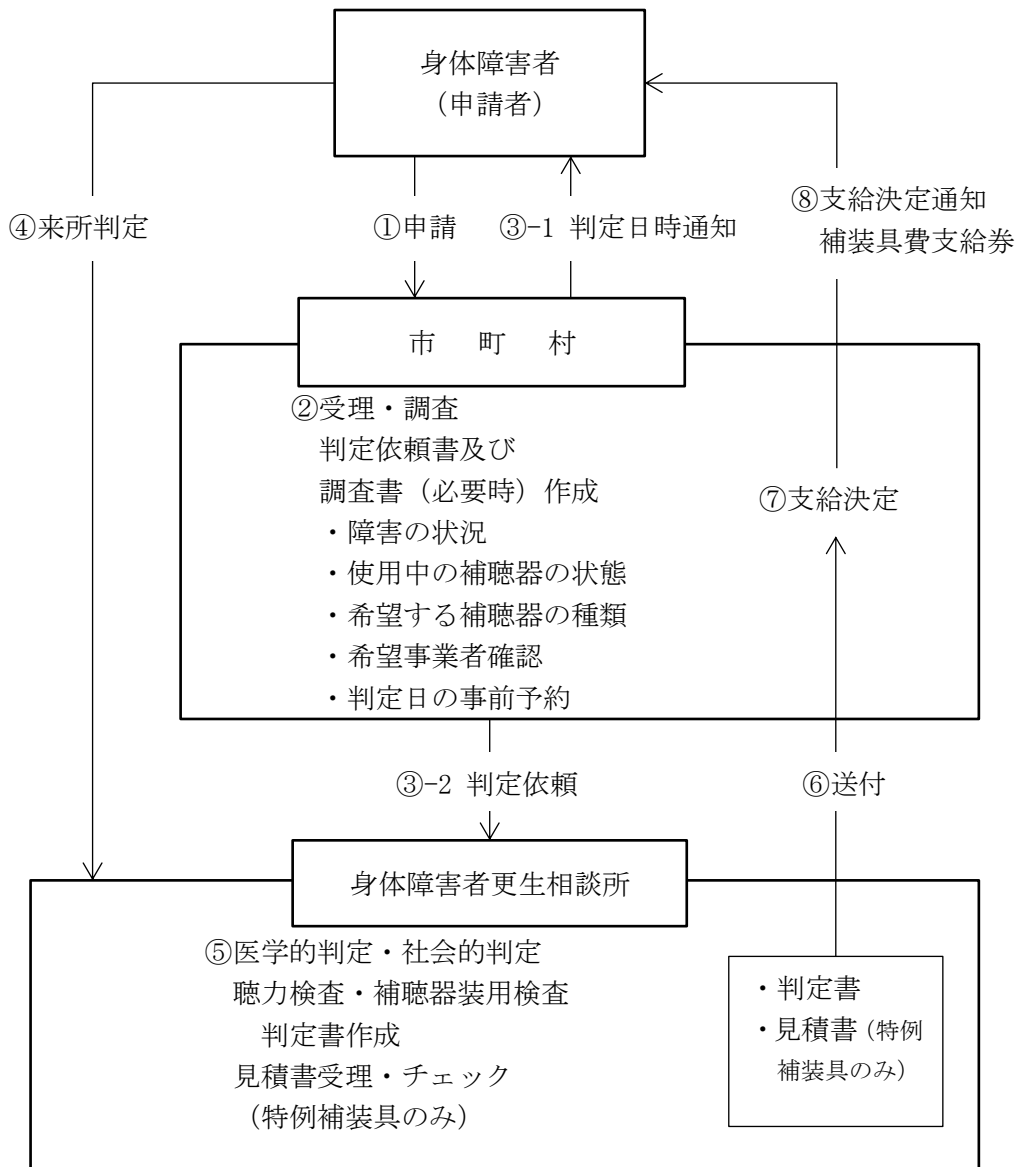 身体障害者
（申請者）
④来所判定
①申請
③-1 判定日時通知
⑧支給決定通知
補装具費支給券
市 町 村
②受理・調査
判定依頼書及び
調査書（必要時）作成
・障害の状況
・使用中の補聴器の状態
・希望する補聴器の種類
・希望事業者確認
・判定日の事前予約
⑦支給決定
③-2 判定依頼
⑥送付
身体障害者更生相談所
⑤医学的判定・社会的判定
聴力検査・補聴器装用検査
判定書作成
見積書受理・チェック
（特例補装具のみ）
・判定書
・見積書（特例
補装具のみ）